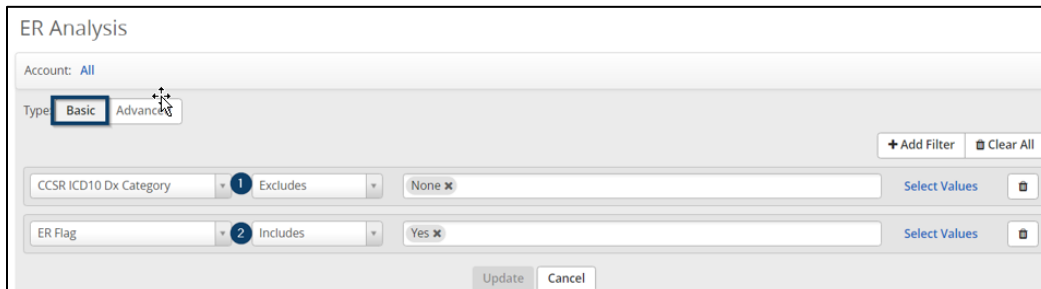 ER Analysis
Account: All
Type: Basic Advanced
+ Add Filter Clear All
CCSR ICD10 Dx Category 1 Excludes None × Select Values
ER Flag 2 Includes Yes × Select Values
Update Cancel